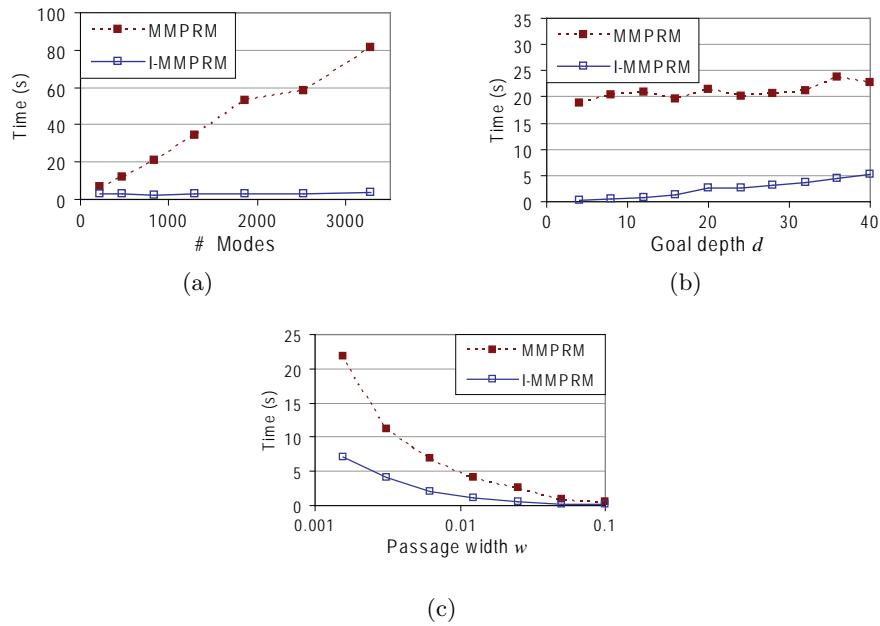 100
80
60
40
20
0
Time (s)
MMPRM
I-MMPRM
0 1000 2000 3000
# Modes
(a)
35
30
25
20
15
10
5
0
Time (s)
MMPRM
I-MMPRM
0 10 20 30 40
Goal depth d
(b)
25
20
15
10
5
0
Time (s)
MMPRM
I-MMPRM
0.001 0.01 0.1
Passage width w
(c)